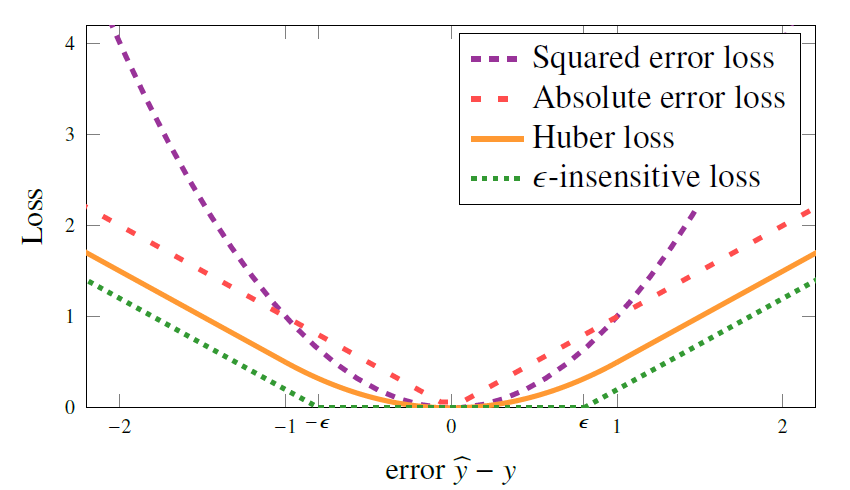 4
3
2
1
0
Loss
Squared error loss
Absolute error loss
Huber loss
ϵ-insensitive loss
−2 −1 −ϵ 0 ϵ 1 2
error ŷ − y